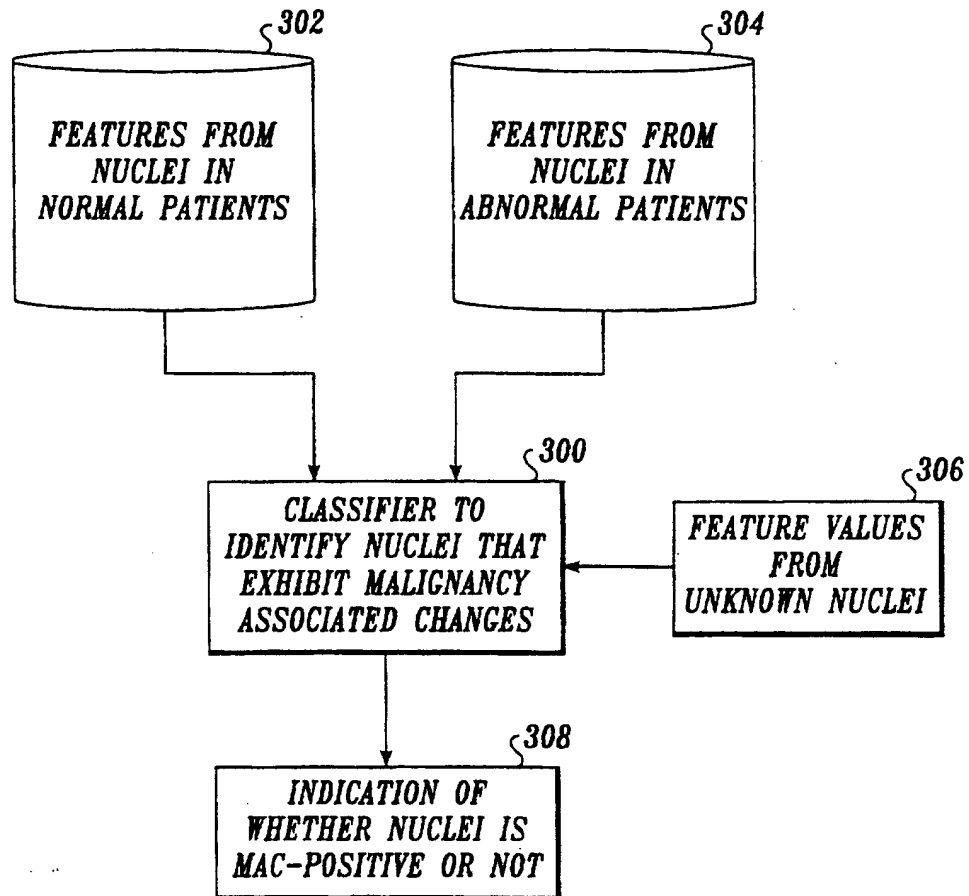 302
FEATURES FROM
NUCLEI IN
NORMAL PATIENTS
304
FEATURES FROM
NUCLEI IN
ABNORMAL PATIENTS
300
CLASSIFIER TO
IDENTIFY NUCLEI THAT
EXHIBIT MALIGNANCY
ASSOCIATED CHANGES
306
FEATURE VALUES
FROM
UNKNOWN NUCLEI
308
INDICATION OF
WHETHER NUCLEI IS
MAC-POSITIVE OR NOT